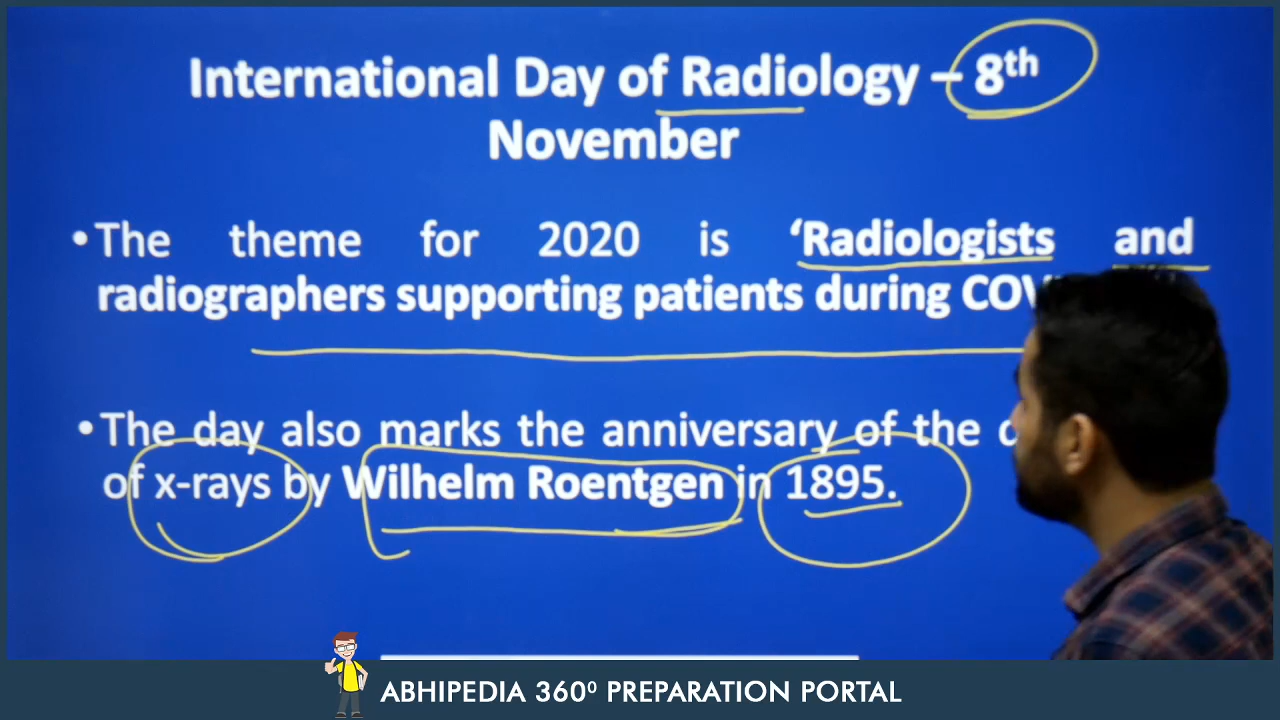 International Day of Radiology – 8th
November
• The theme for 2020 is ‘Radiologists and
radiographers supporting patients during
• The day also marks the anniversary of the
of x-rays by Wilhelm Roentgen in 1895.
ABHIPEDIA 360⁰ PREPARATION PORTAL